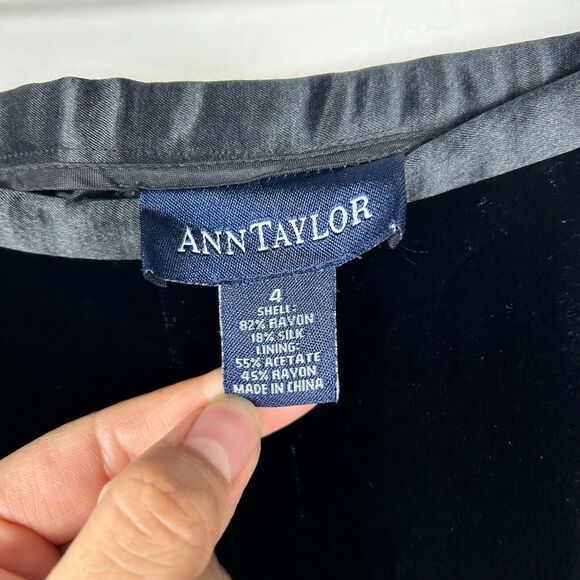 ANNTAYLOR
4
SHELL:
82% RAYON
18% SILK
LINING:
55% ACETATE
45% RAYON
MADE IN CHINA